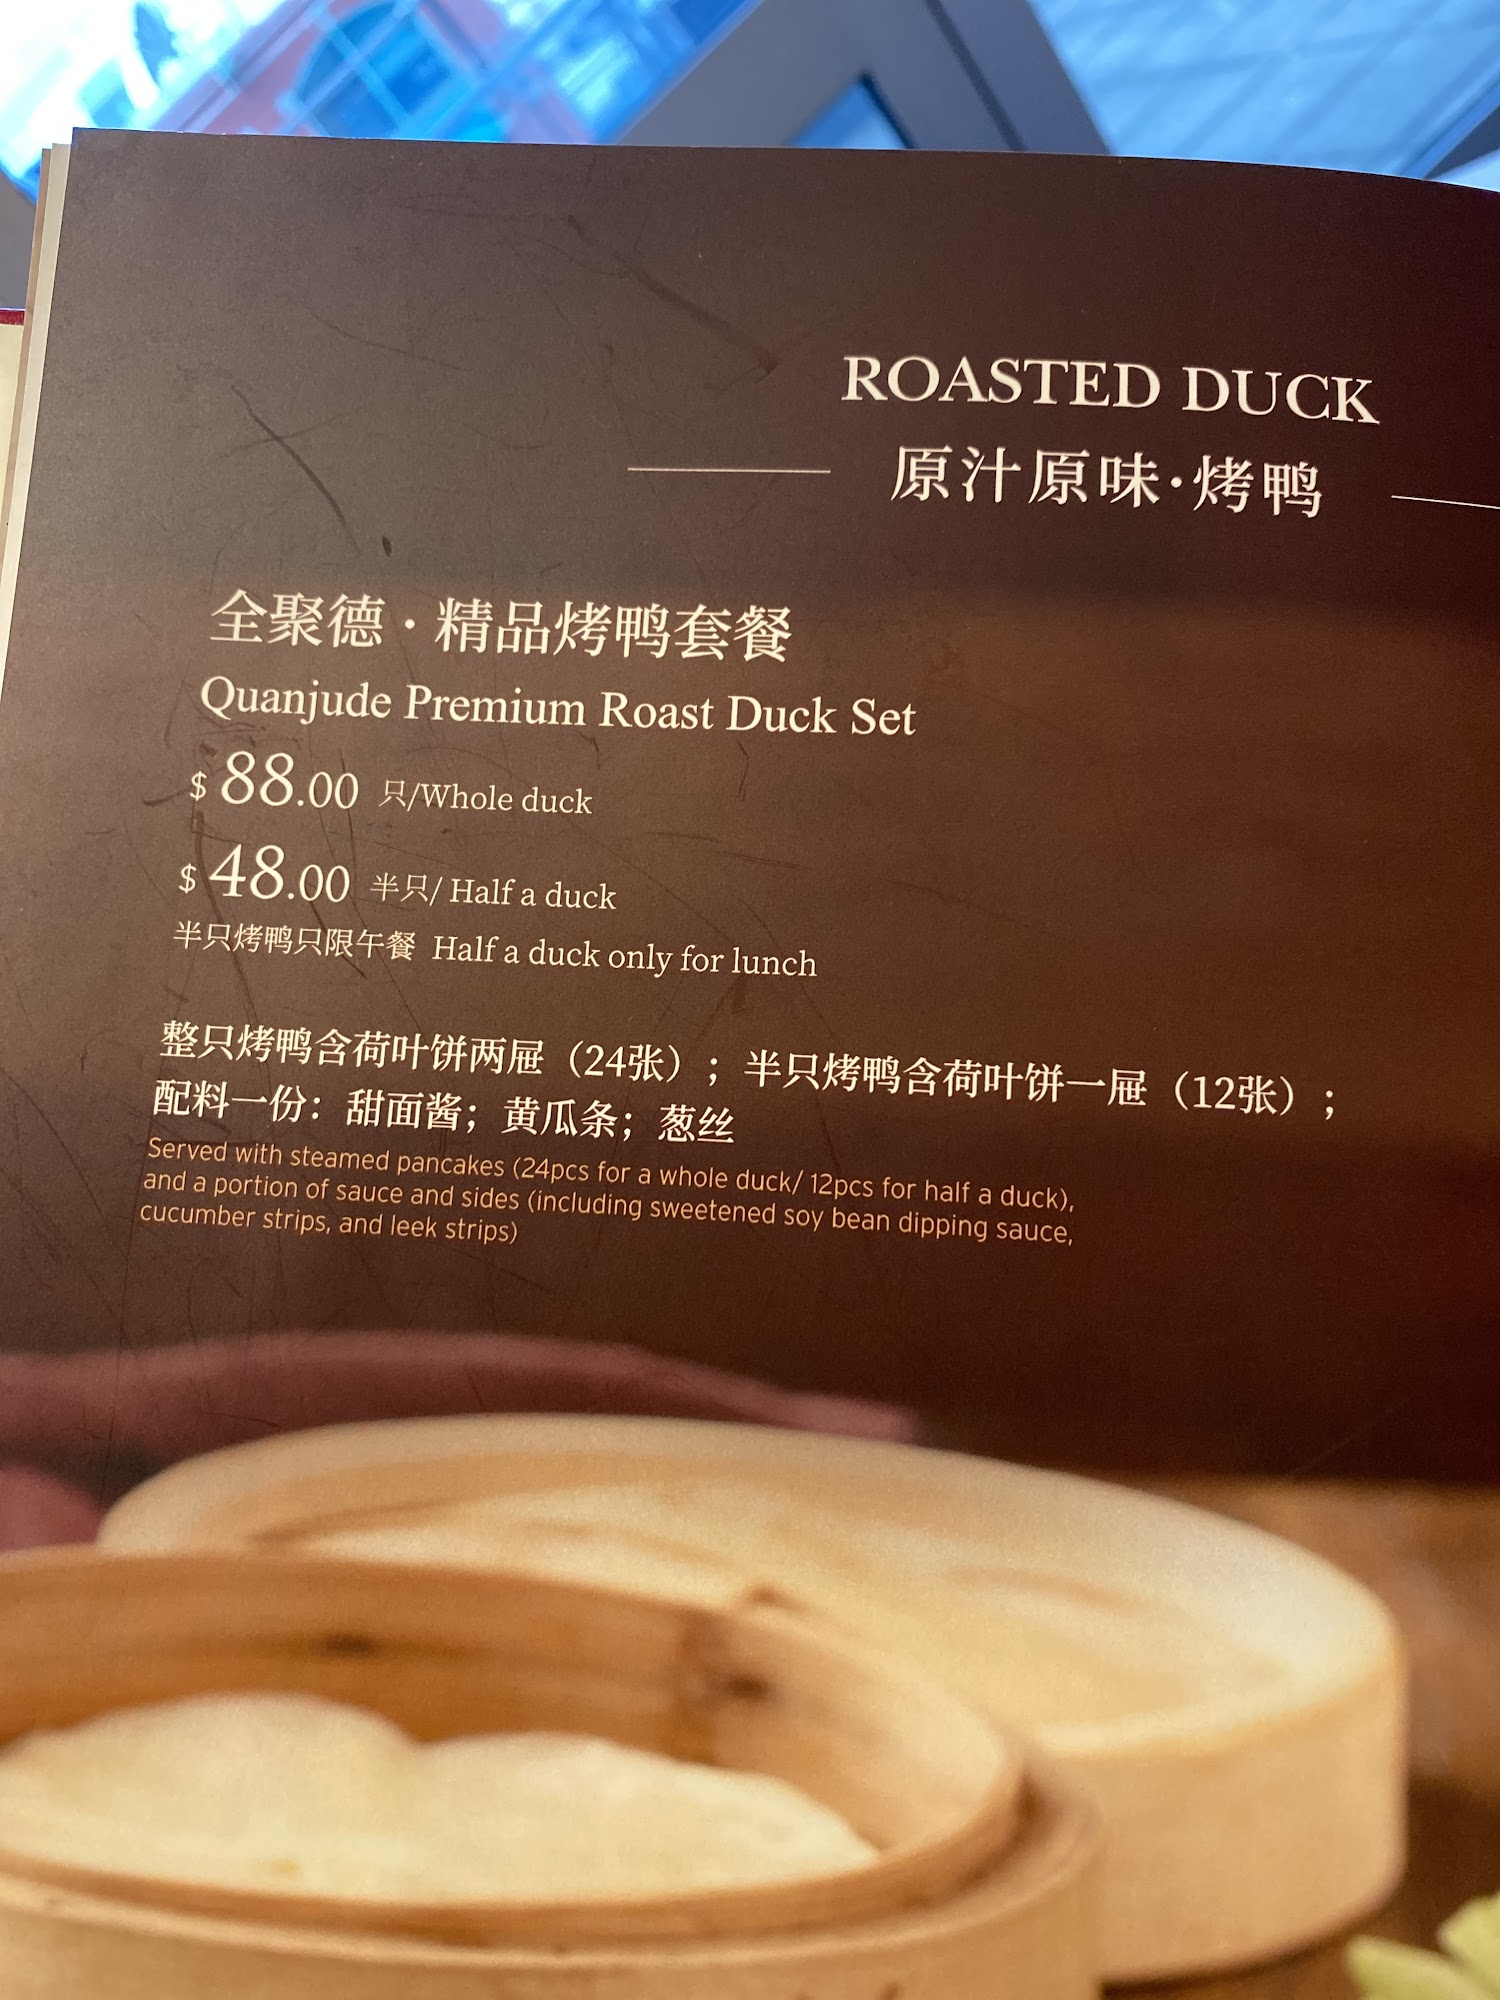 ROASTED DUCK
原汁原味·烤鸭
全聚德·精品烤鸭套餐
Quanjude Premium Roast Duck Set
$ 88.00 只/Whole duck
$ 48.00 半只/ Half a duck
半只烤鸭只限午餐 Half a duck only for lunch
整只烤鸭含荷叶饼两屉（24张）；半只烤鸭含荷叶饼一屉（12张）；
配料一份：甜面酱；黄瓜条；葱丝
Served with steamed pancakes (24pcs for a whole duck/ 12pcs for half a duck),
and a portion of sauce and sides (including sweetened soy bean dipping sauce,
cucumber strips, and leek strips)